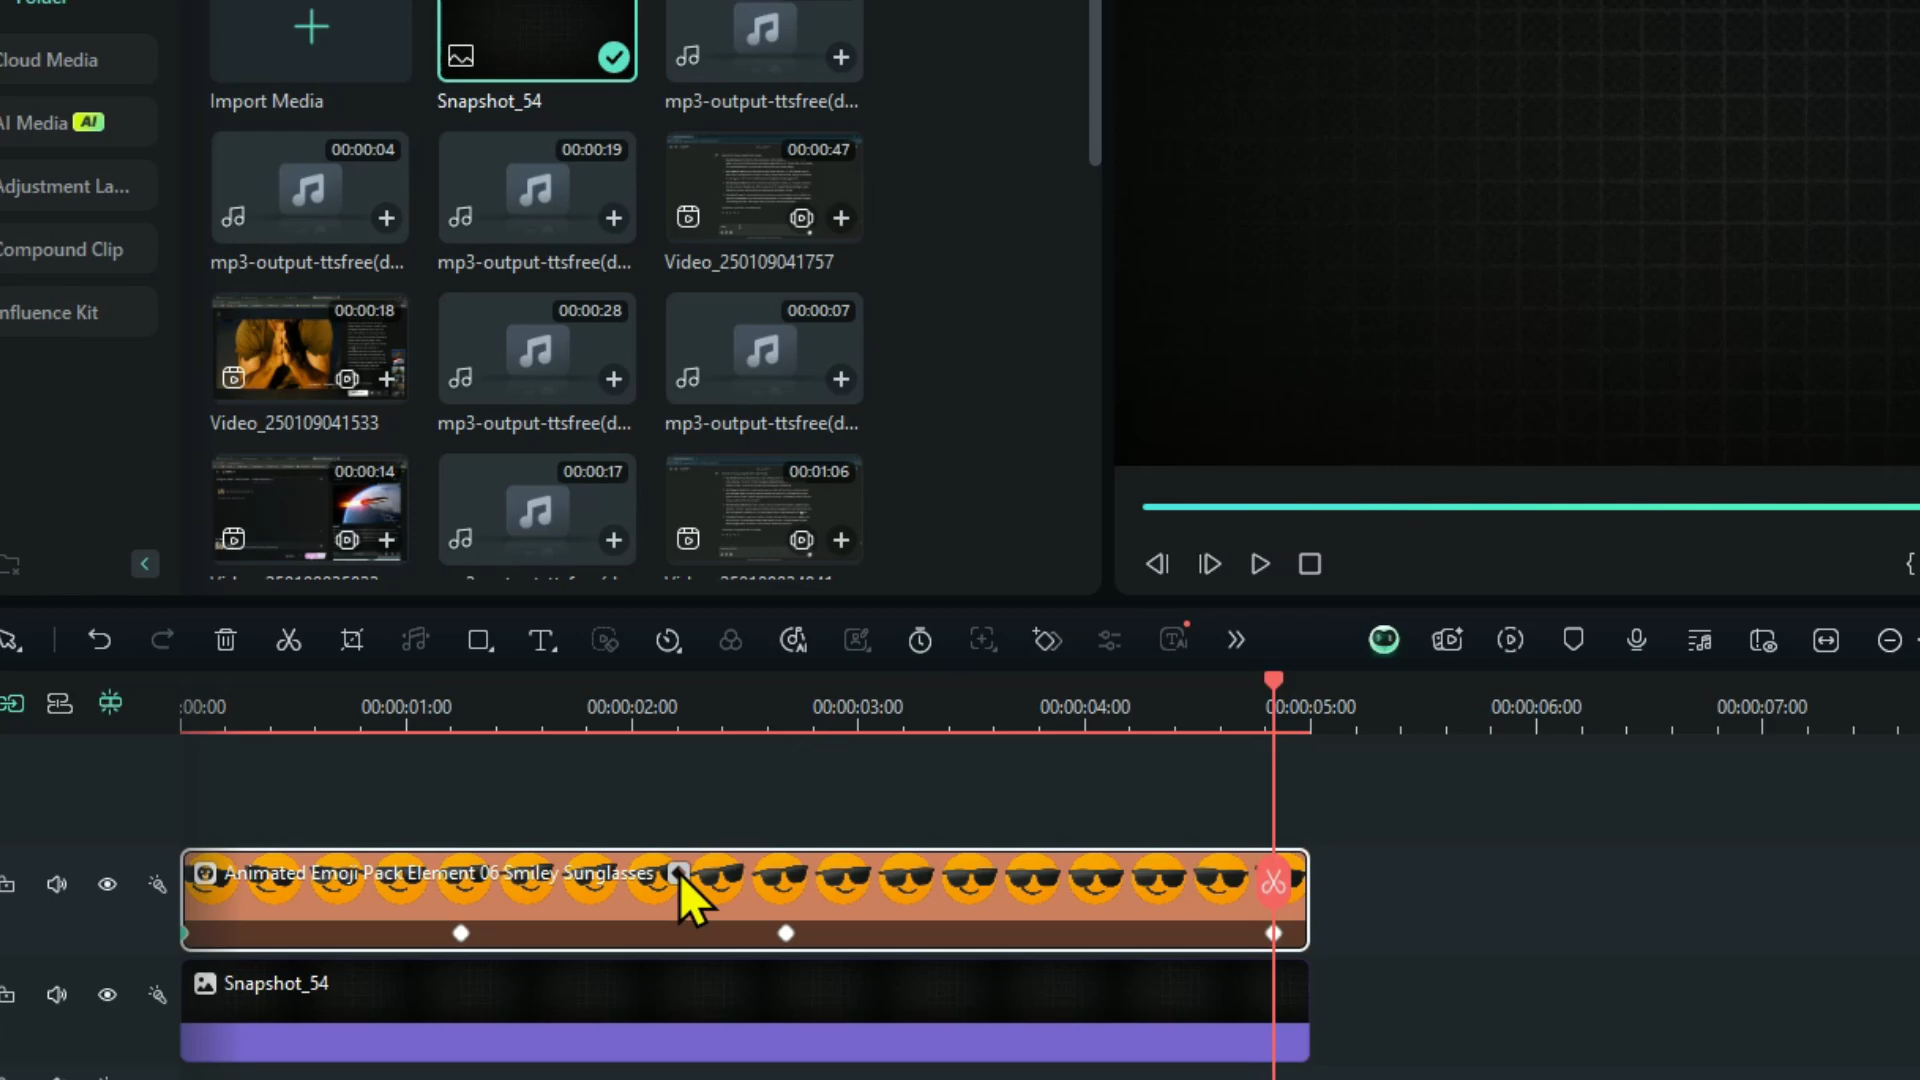 Cloud Media
AI Media AI
Adjustment La...
Compound Clip
nfluence Kit
Import Media
Snapshot_54
mp3-output-ttsfree(d...
00:00:04
00:00:19
00:00:47
mp3-output-ttsfree(d...
mp3-output-ttsfree(d...
Video_250109041757
00:00:18
00:00:28
00:00:07
Video_250109041533
mp3-output-ttsfree(d...
mp3-output-ttsfree(d...
00:00:14
00:00:17
00:01:06
:00:00
00:00:01:00
00:00:02:00
00:00:03:00
00:00:04:00
00:00:05:00
00:00:06:00
00:00:07:00
Animated Emoji Pack Element 06 Smiley Sunglasses
Snapshot_54